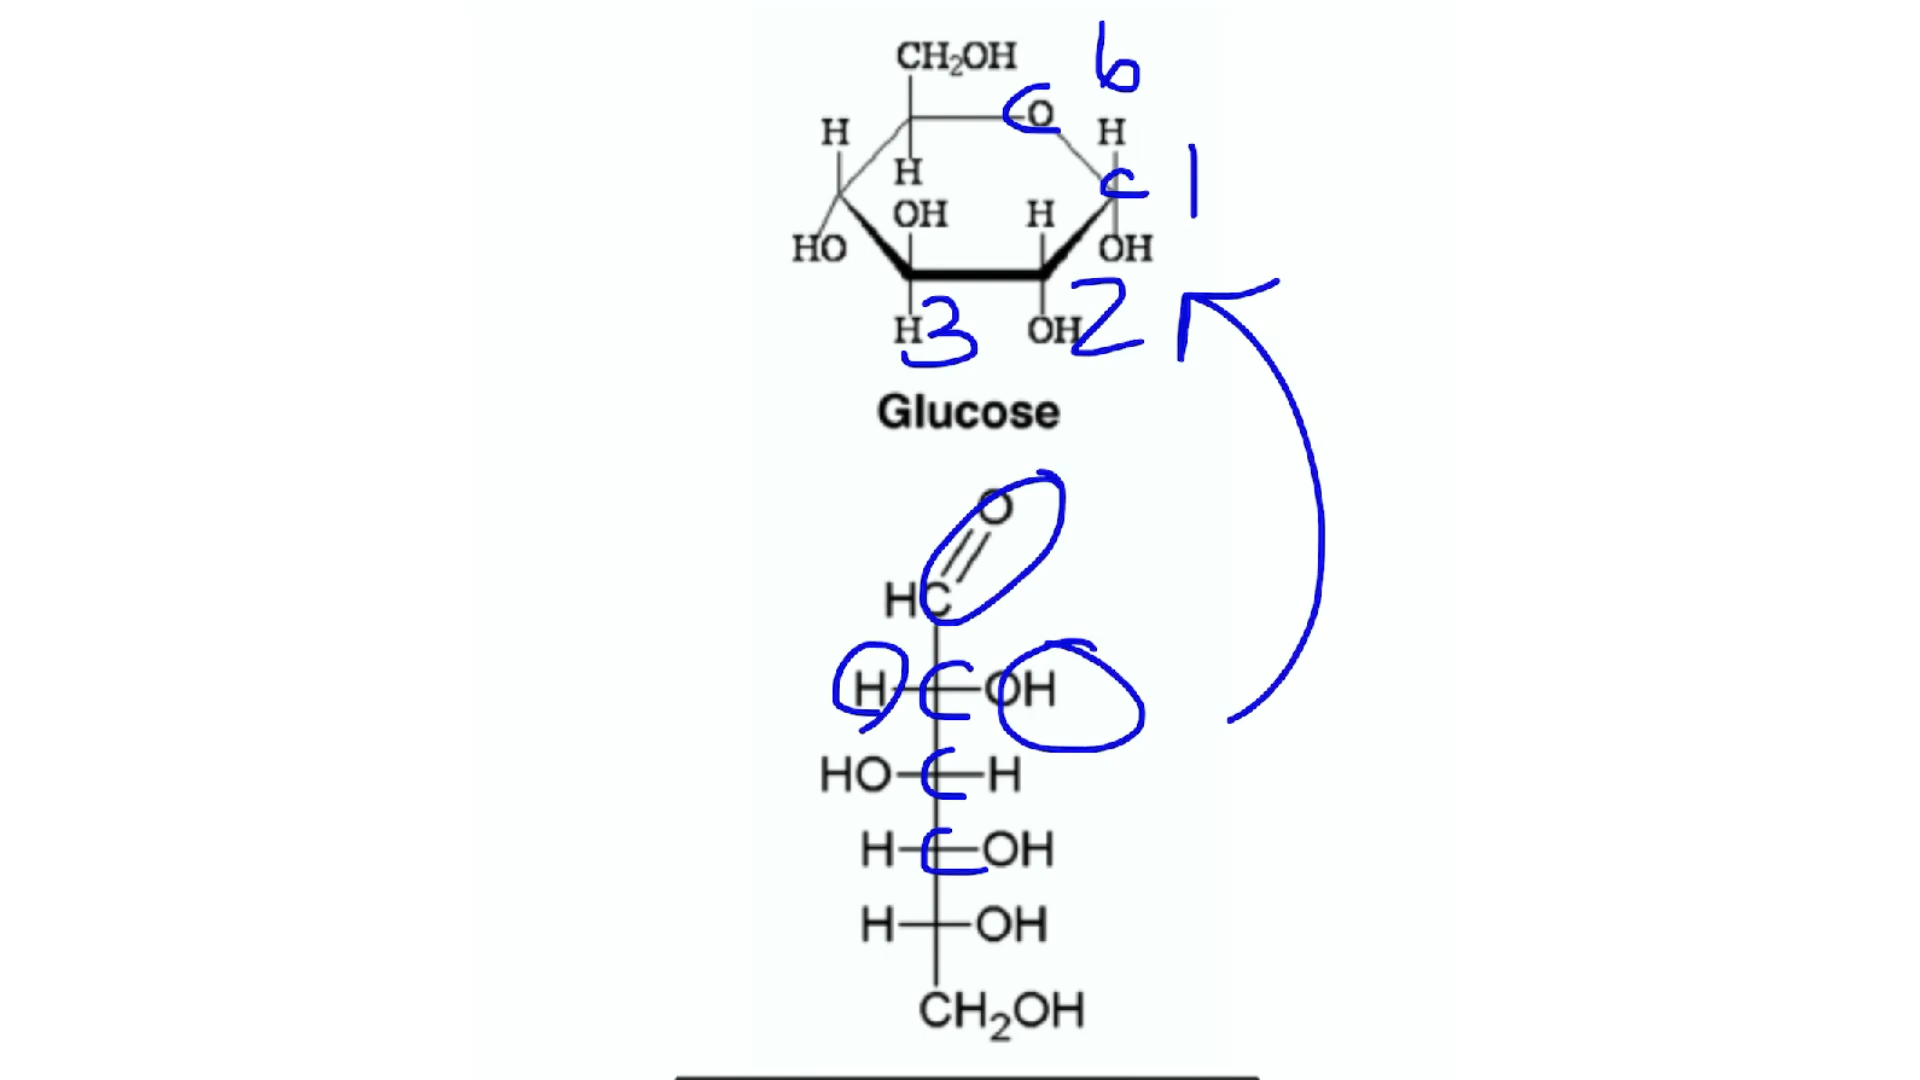 CH₂OH 6
C O
H H
H C 1
OH H
HO OH
H 3 OH 2
Glucose
O
HC
H C OH
HO C H
H C OH
H OH
CH₂OH